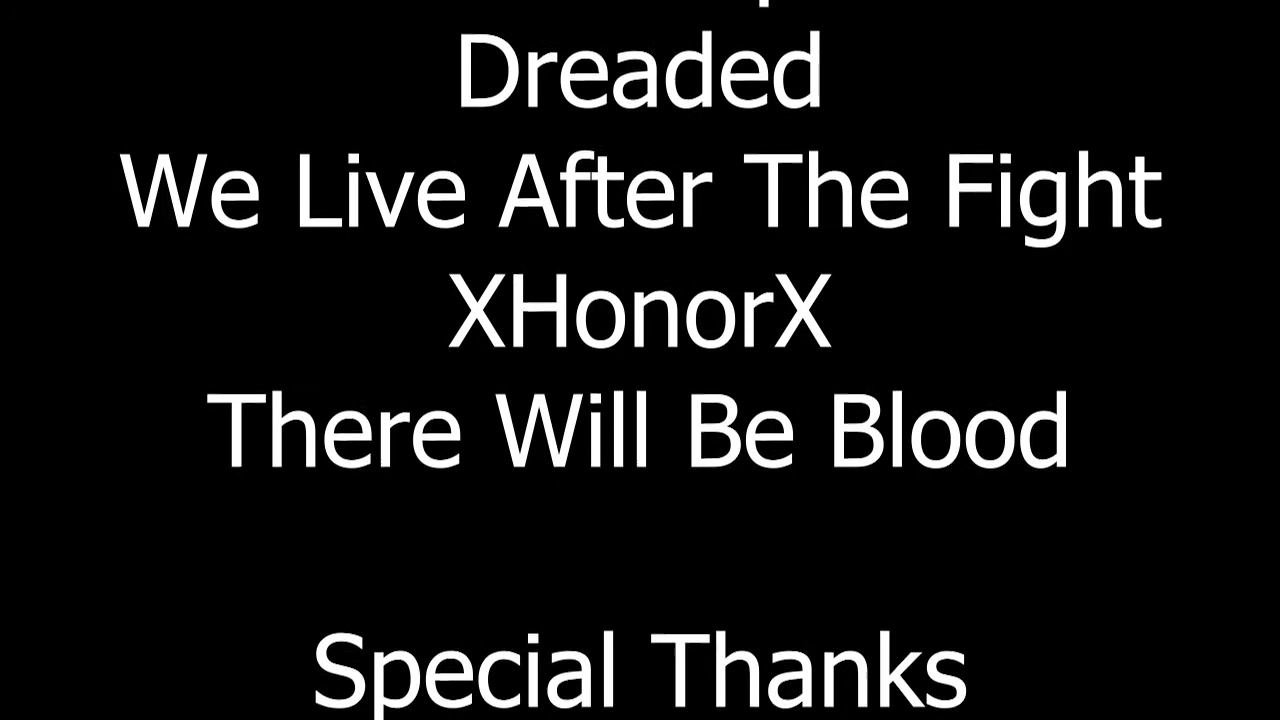 Dreaded
We Live After The Fight
XHonorX
There Will Be Blood
Special Thanks